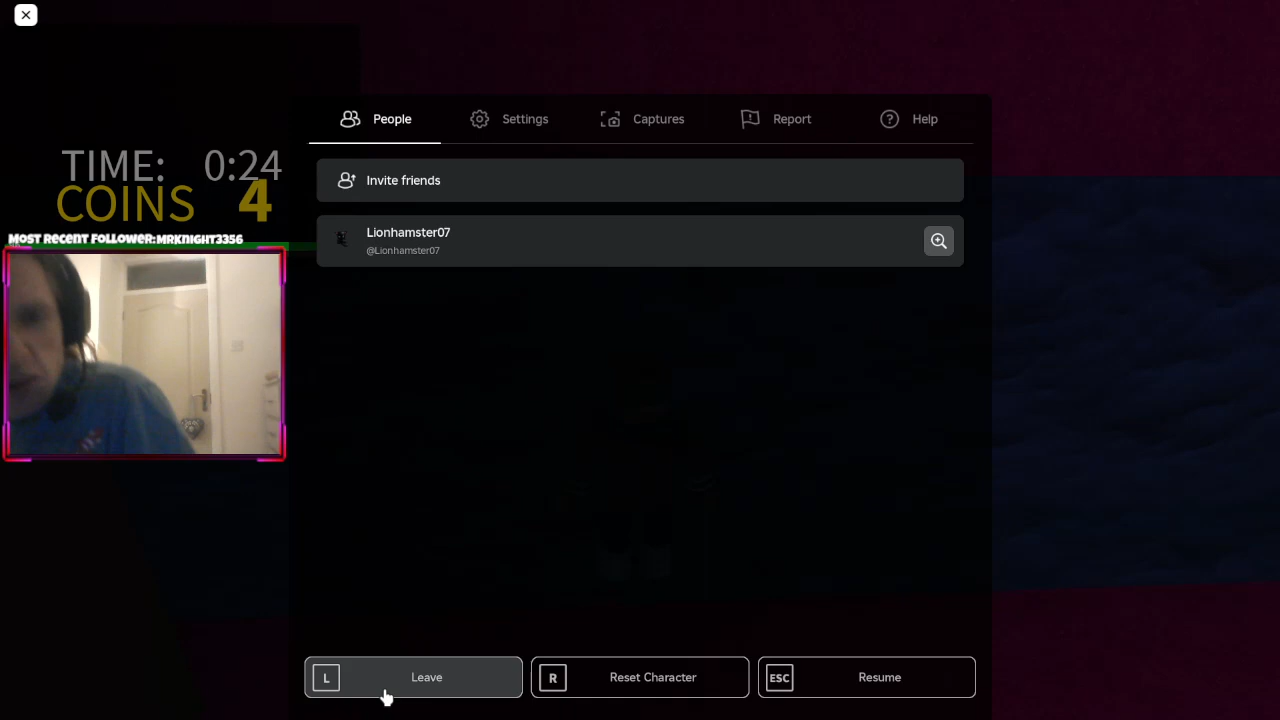 People
Settings
Captures
Report
Help
TIME: 0:24
COINS 4
Invite friends
Lionhamster07
@Lionhamster07
MOST RECENT FOLLOWER:MRKNIGHT3356
L Leave
R Reset Character
ESC Resume